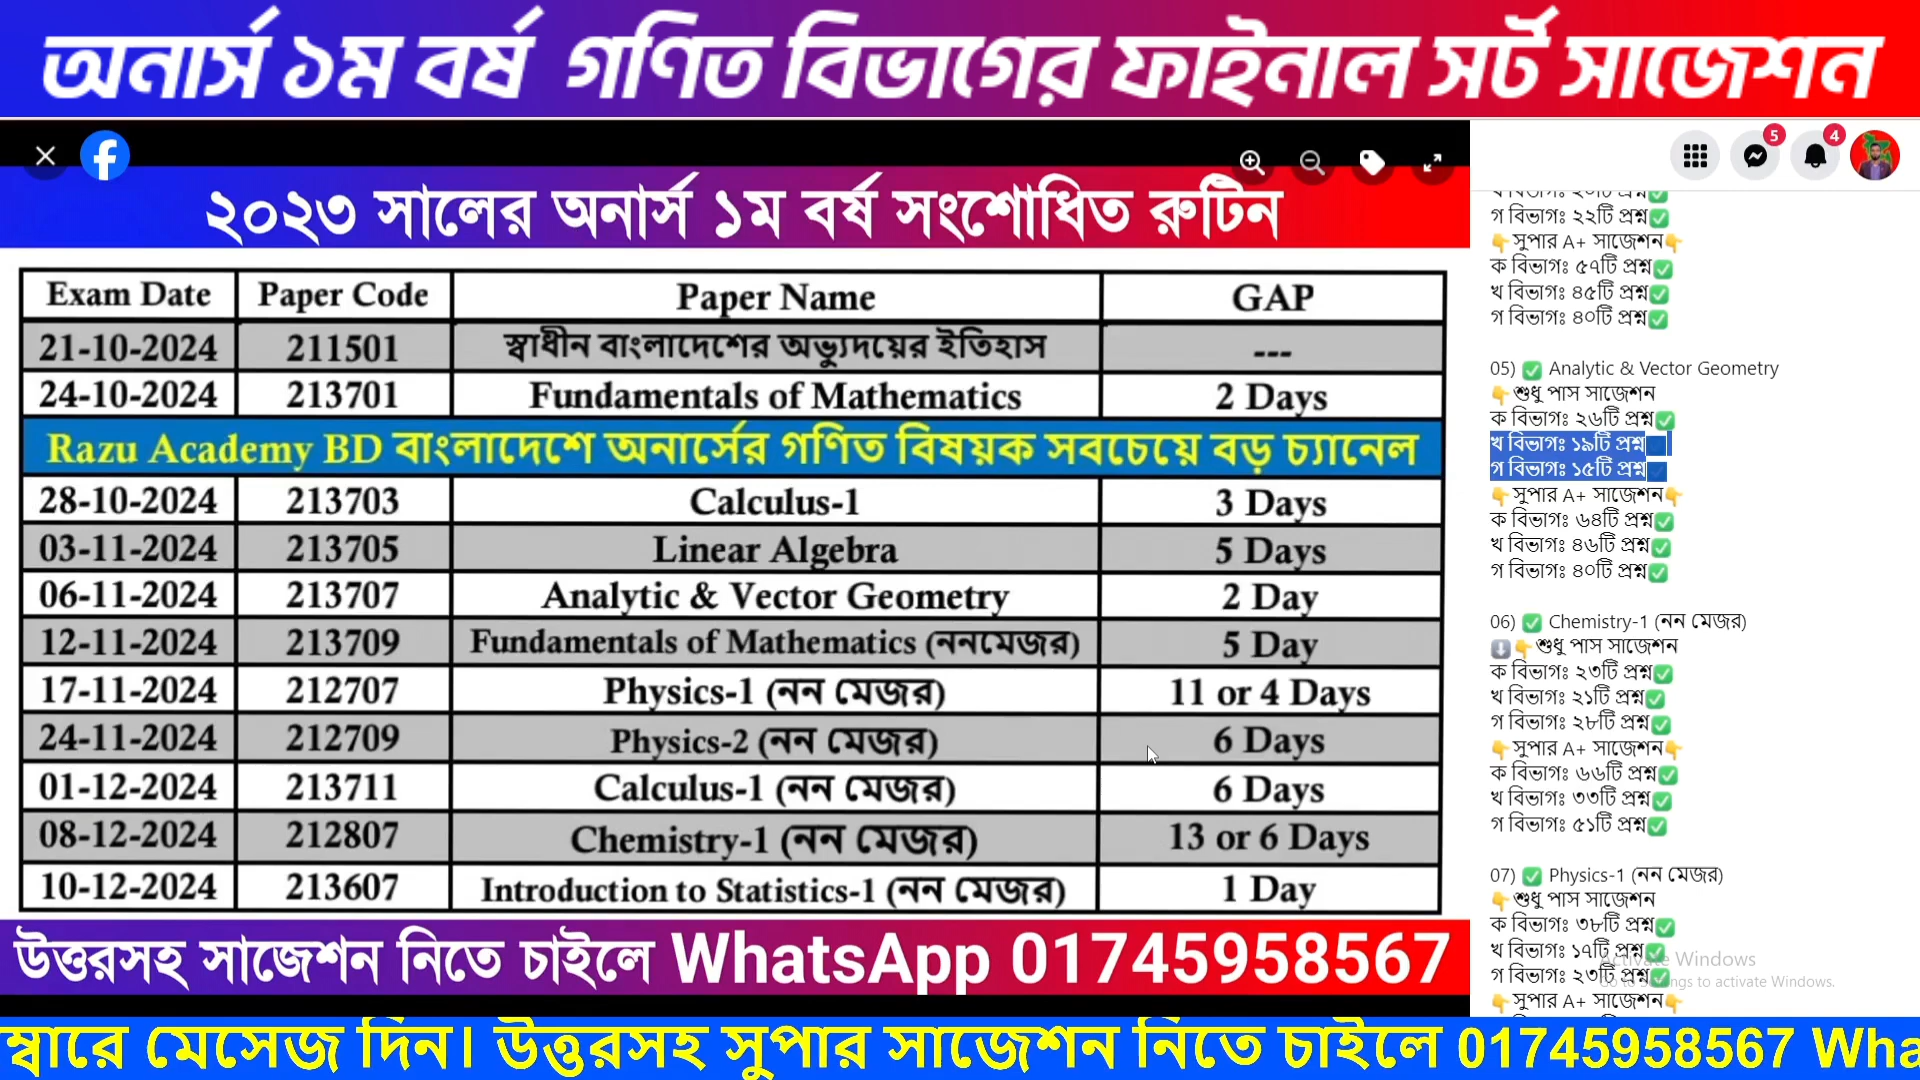 অনার্স ১ম বর্ষ গণিত বিভাগের ফাইনাল সর্ট সাজেশন
5
4
২০২৩ সালের অনার্স ১ম বর্ষ সংশোধিত রুটিন
Exam Date Paper Code Paper Name GAP
21-10-2024 211501 স্বাধীন বাংলাদেশের অভ্যুদয়ের ইতিহাস ---
24-10-2024 213701 Fundamentals of Mathematics 2 Days
Razu Academy BD বাংলাদেশে অনার্সের গণিত বিষয়ক সবচেয়ে বড় চ্যানেল
28-10-2024 213703 Calculus-1 3 Days
03-11-2024 213705 Linear Algebra 5 Days
06-11-2024 213707 Analytic & Vector Geometry 2 Day
12-11-2024 213709 Fundamentals of Mathematics (ননমেজর) 5 Day
17-11-2024 212707 Physics-1 (নন মেজর) 11 or 4 Days
24-11-2024 212709 Physics-2 (নন মেজর) 6 Days
01-12-2024 213711 Calculus-1 (নন মেজর) 6 Days
08-12-2024 212807 Chemistry-1 (নন মেজর) 13 or 6 Days
10-12-2024 213607 Introduction to Statistics-1 (নন মেজর) 1 Day
উত্তরসহ সাজেশন নিতে চাইলে WhatsApp 01745958567
গ বিভাগঃ ২২টি প্রশ্ন✅
👇সুপার A+ সাজেশন👇
ক বিভাগঃ ৫৭টি প্রশ্ন✅
খ বিভাগঃ ৪৫টি প্রশ্ন✅
গ বিভাগঃ ৪০টি প্রশ্ন✅
05) ✅ Analytic & Vector Geometry
👇শুধু পাস সাজেশন
ক বিভাগঃ ২৬টি প্রশ্ন✅
খ বিভাগঃ ১৯টি প্রশ্ন
গ বিভাগঃ ১৫টি প্রশ্ন
👇সুপার A+ সাজেশন👇
ক বিভাগঃ ৬৪টি প্রশ্ন✅
খ বিভাগঃ ৪৬টি প্রশ্ন✅
গ বিভাগঃ ৪০টি প্রশ্ন✅
06) ✅ Chemistry-1 (নন মেজর)
⬇️👇শুধু পাস সাজেশন
ক বিভাগঃ ২৩টি প্রশ্ন✅
খ বিভাগঃ ২১টি প্রশ্ন✅
গ বিভাগঃ ২৮টি প্রশ্ন✅
👇সুপার A+ সাজেশন👇
ক বিভাগঃ ৬৬টি প্রশ্ন✅
খ বিভাগঃ ৩৩টি প্রশ্ন✅
গ বিভাগঃ ৫১টি প্রশ্ন✅
07) ✅ Physics-1 (নন মেজর)
👇শুধু পাস সাজেশন
ক বিভাগঃ ৩৮টি প্রশ্ন✅
খ বিভাগঃ ১৭টি প্রশ্ন✅
গ বিভাগঃ ২৩টি প্রশ্ন✅
👇সুপার A+ সাজেশন👇
Activate Windows
Go to Settings to activate Windows.
ম্বারে মেসেজ দিন। উত্তরসহ সুপার সাজেশন নিতে চাইলে 01745958567 Wha